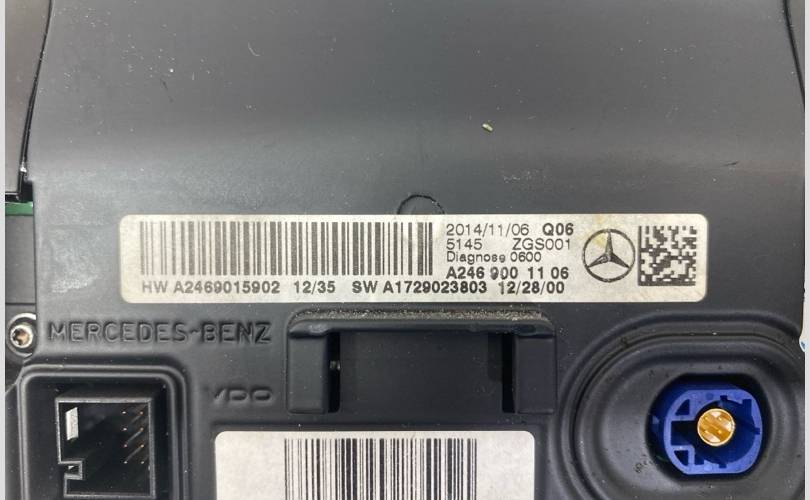 2014/11/06 Q06
5145 ZGS001
Diagnose 0600
A246 900 11 06
HW A2469015902 12/35 SW A1729023803 12/28/00
MERCEDES-BENZ
VDO